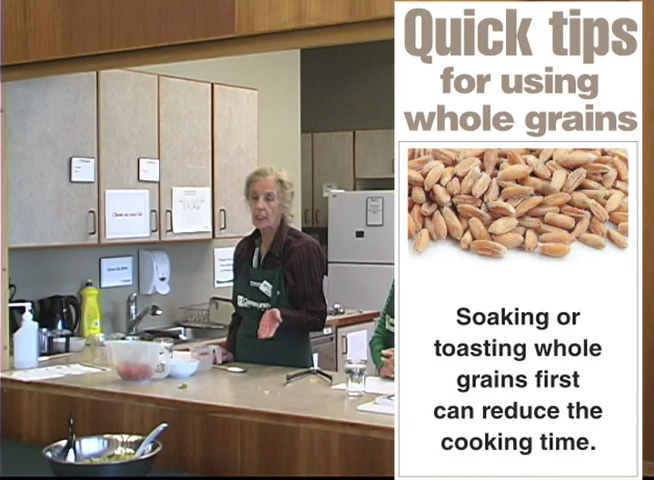 Quick tips
for using
whole grains
Soaking or
toasting whole
grains first
can reduce the
cooking time.